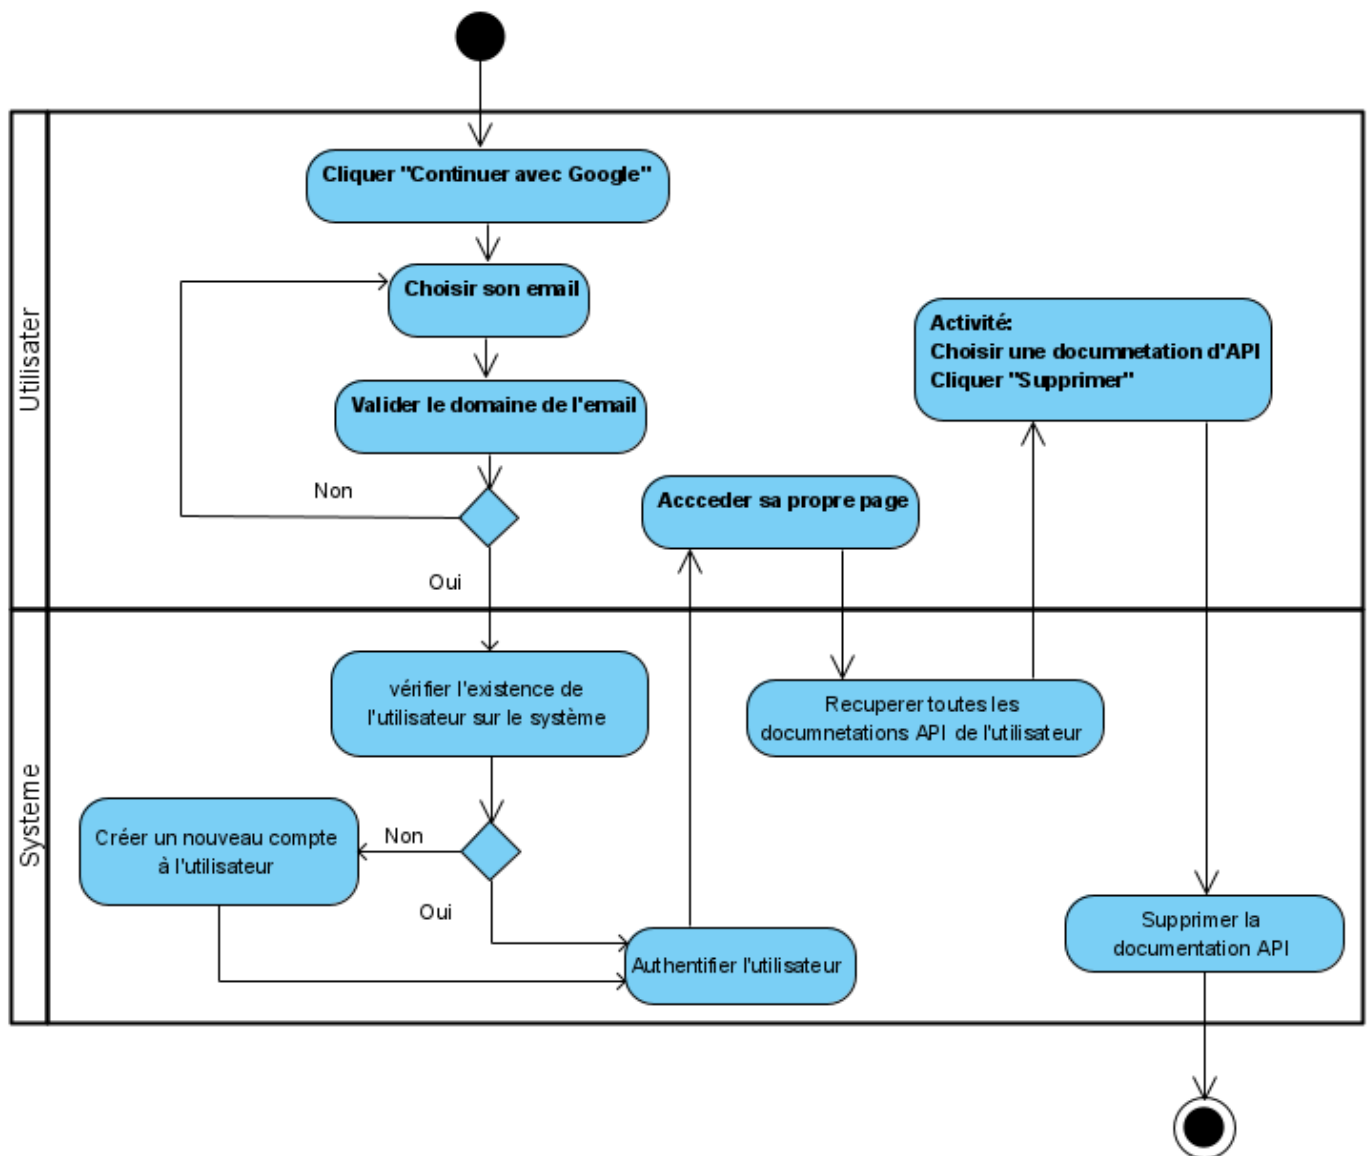 Utilisater
Cliquer "Continuer avec Google"
Choisir son email
Valider le domaine de l'email
Non
Oui
Accceder sa propre page
Activité:
Choisir une documnetation d'API
Cliquer "Supprimer"
Systeme
vérifier l'existence de
l'utilisateur sur le système
Non
Oui
Créer un nouveau compte
à l'utilisateur
Authentifier l'utilisateur
Recuperer toutes les
documnetations API de l'utilisateur
Supprimer la
documentation API